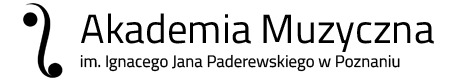 Akademia Muzyczna
im. Ignacego Jana Paderewskiego w Poznaniu